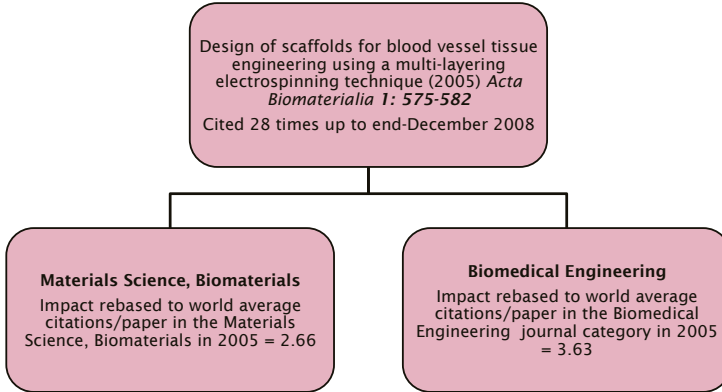 Design of scaffolds for blood vessel tissue
engineering using a multi-layering
electrospinning technique (2005) Acta
Biomaterialia 1: 575-582
Cited 28 times up to end-December 2008
Materials Science, Biomaterials
Impact rebased to world average
citations/paper in the Materials
Science, Biomaterials in 2005 = 2.66
Biomedical Engineering
Impact rebased to world average
citations/paper in the Biomedical
Engineering journal category in 2005
= 3.63